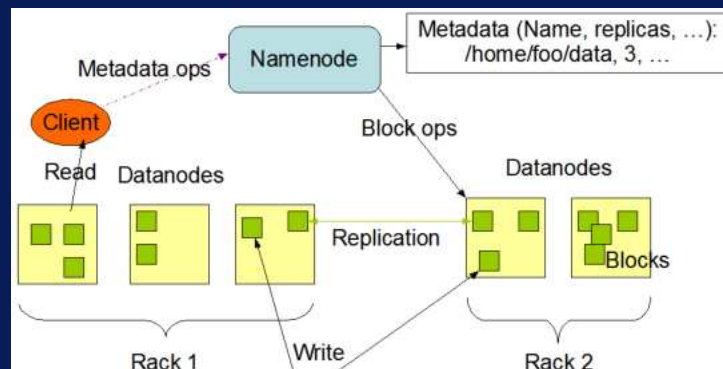 Metadata (Name, replicas, …):
/home/foo/data, 3, …
Namenode
Metadata ops
Client
Block ops
Read
Datanodes
Datanodes
Replication
Blocks
Write
Rack 1
Rack 2